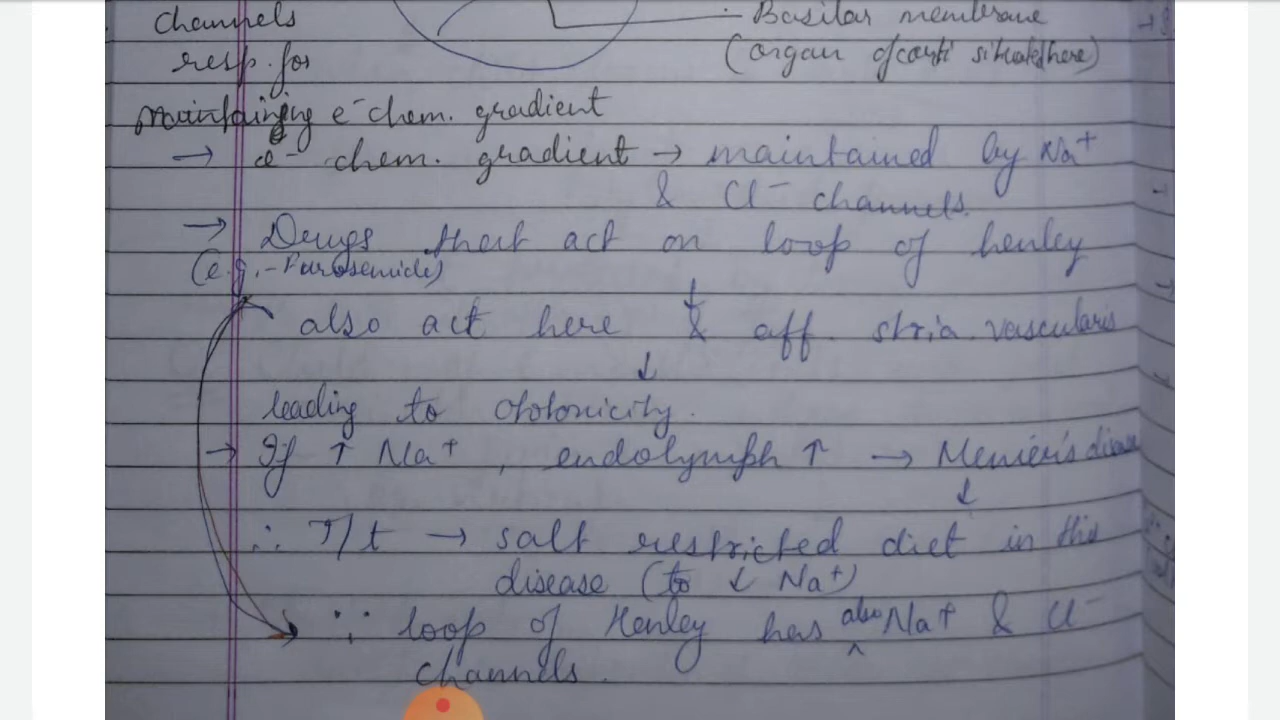 Channels
resp. for
Basilar membrane
(organ of corti situated here)
maintaining e⁻ chem. gradient
→ e⁻ chem. gradient → maintained by Na⁺
& Cl⁻ channels.
→ Drugs that act on loop of henley
(e.g.,- Furosemide)
also act here & aff. stria. vascularis
↓
leading to ototoxicity.
→ If ↑ Na⁺, endolymph ↑ → Menier's disease
↓
∴ T/t → salt restricted diet in this
disease (to ↓ Na⁺)
∵ loop of Henley has also Na⁺ & Cl⁻
channels.